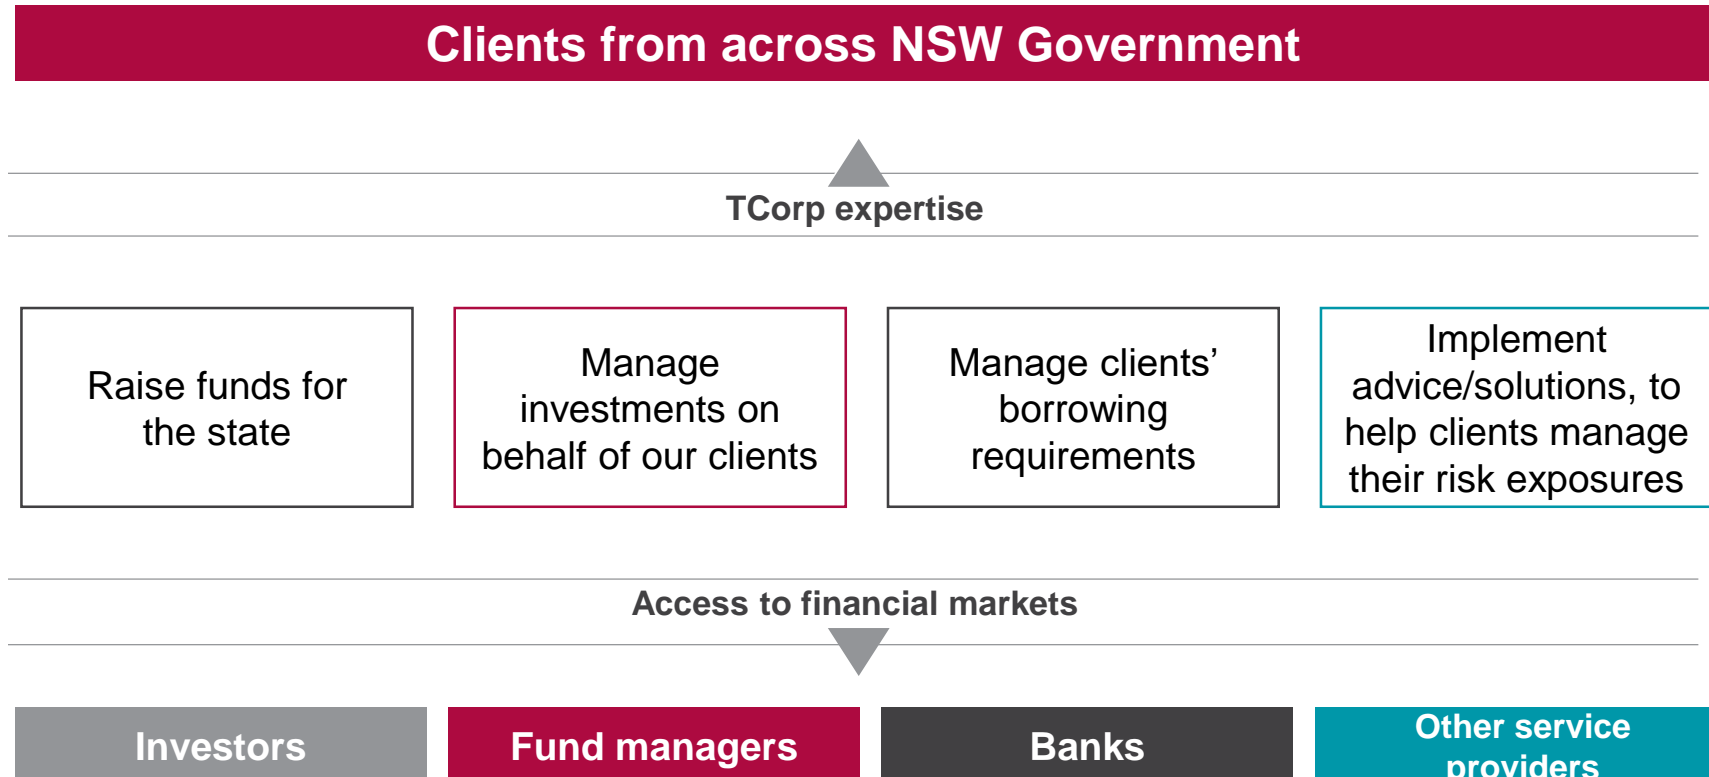 Clients from across NSW Government
TCorp expertise
Raise funds for
the state
Manage
investments on
behalf of our clients
Manage clients’
borrowing
requirements
Implement
advice/solutions, to
help clients manage
their risk exposures
Access to financial markets
Investors
Fund managers
Banks
Other service
providers